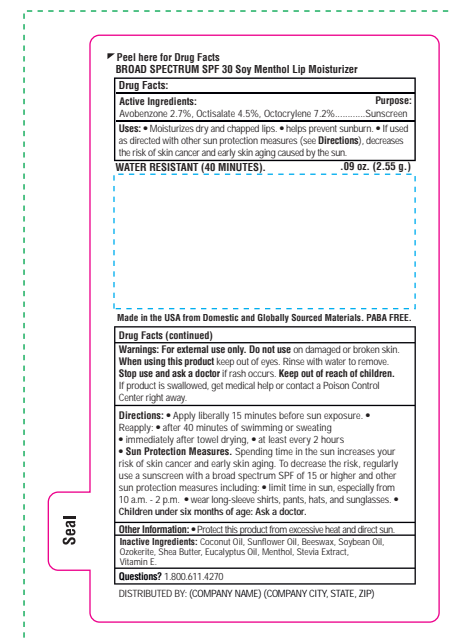 Peel here for Drug Facts
BROAD SPECTRUM SPF 30 Soy Menthol Lip Moisturizer
Drug Facts:
Active Ingredients: Purpose:
Avobenzone 2.7%, Octisalate 4.5%, Octocrylene 7.2%............Sunscreen
Uses: • Moisturizes dry and chapped lips. • helps prevent sunburn. • If used
as directed with other sun protection measures (see Directions), decreases
the risk of skin cancer and early skin aging caused by the sun.
WATER RESISTANT (40 MINUTES). .09 oz. (2.55 g.)
Made in the USA from Domestic and Globally Sourced Materials. PABA FREE.
Drug Facts (continued)
Warnings: For external use only. Do not use on damaged or broken skin.
When using this product keep out of eyes. Rinse with water to remove.
Stop use and ask a doctor if rash occurs. Keep out of reach of children.
If product is swallowed, get medical help or contact a Poison Control
Center right away.
Directions: • Apply liberally 15 minutes before sun exposure. •
Reapply: • after 40 minutes of swimming or sweating
• immediately after towel drying, • at least every 2 hours
• Sun Protection Measures. Spending time in the sun increases your
risk of skin cancer and early skin aging. To decrease the risk, regularly
use a sunscreen with a broad spectrum SPF of 15 or higher and other
sun protection measures including: • limit time in sun, especially from
10 a.m. - 2 p.m. • wear long-sleeve shirts, pants, hats, and sunglasses. •
Children under six months of age: Ask a doctor.
Other Information: • Protect this product from excessive heat and direct sun.
Inactive Ingredients: Coconut Oil, Sunflower Oil, Beeswax, Soybean Oil,
Ozokerite, Shea Butter, Eucalyptus Oil, Menthol, Stevia Extract,
Vitamin E.
Questions? 1.800.611.4270
DISTRIBUTED BY: (COMPANY NAME) (COMPANY CITY, STATE, ZIP)
Seal